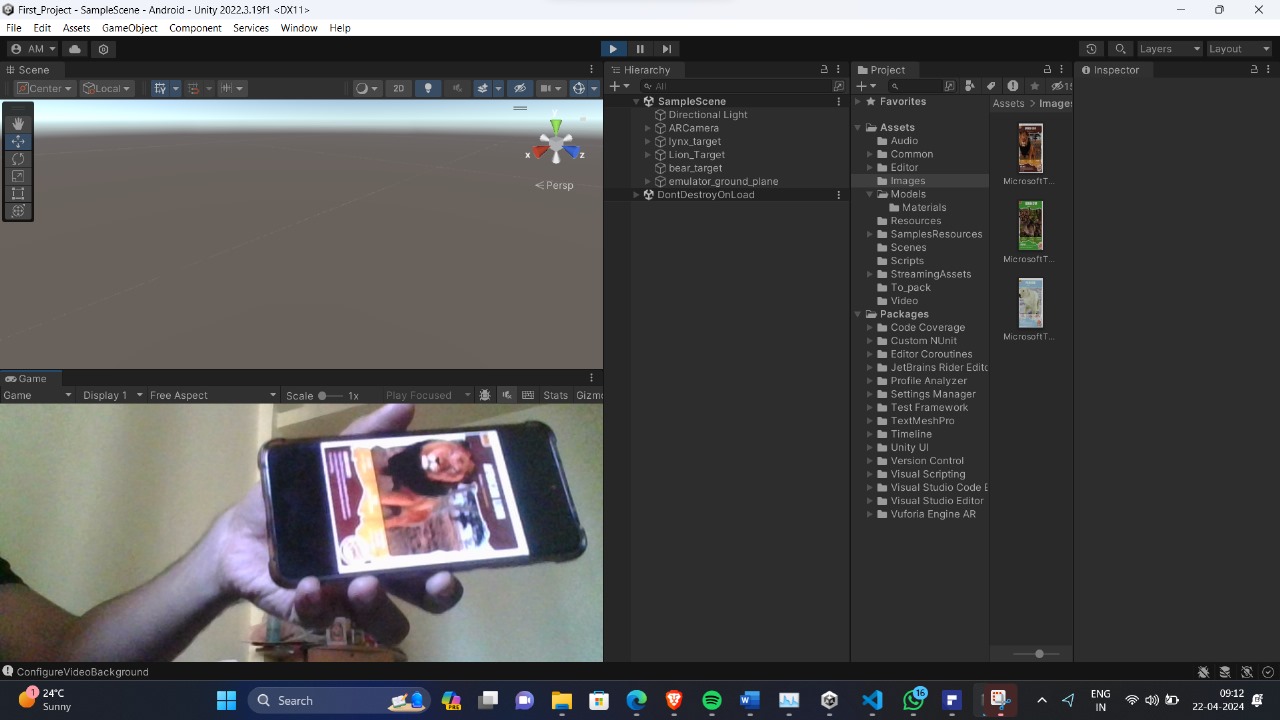 First_Project - SampleScene - Android - Unity 2022.3.19f1 <DX11>
File Edit Assets GameObject Component Services Window Help
AM
Layers
Layout
Scene
Center
Local
2D
x
y
z
Persp
Game
Game
Display 1
Free Aspect
Scale
1x
Play Focused
Stats
Gizmo
Hierarchy
All
SampleScene
Directional Light
ARCamera
lynx_target
Lion_Target
bear_target
emulator_ground_plane
DontDestroyOnLoad
Project
15
Favorites
Assets
Audio
Common
Editor
Images
Models
Materials
Resources
SamplesResources
Scenes
Scripts
StreamingAssets
To_pack
Video
Packages
Code Coverage
Custom NUnit
Editor Coroutines
JetBrains Rider Edito
Profile Analyzer
Settings Manager
Test Framework
TextMeshPro
Timeline
Unity UI
Version Control
Visual Scripting
Visual Studio Code E
Visual Studio Editor
Vuforia Engine AR
Assets > Images
MicrosoftT...
MicrosoftT...
MicrosoftT...
Inspector
ConfigureVideoBackground
1
24°C
Sunny
Search
PRE
16
ENG
IN
09:12
22-04-2024